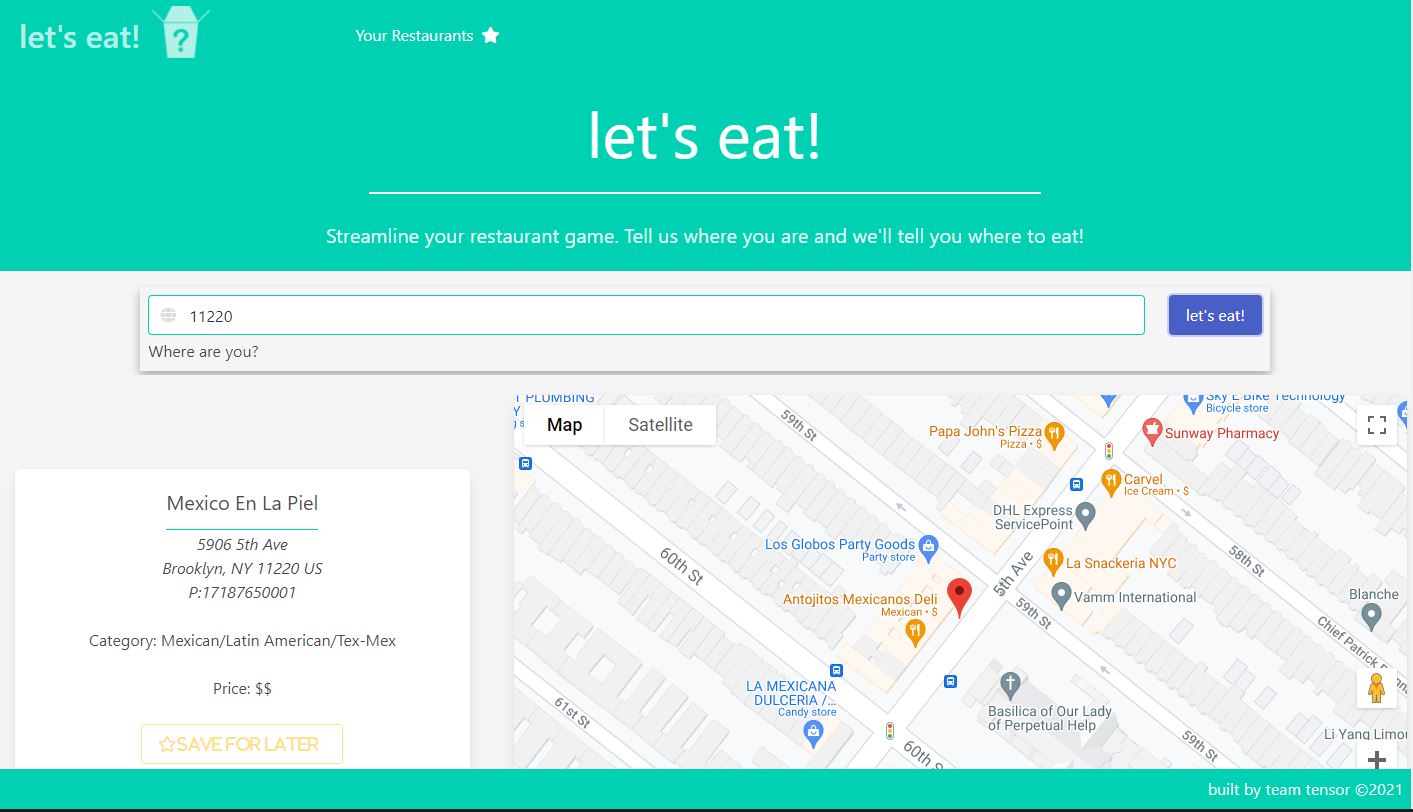 let's eat!
?
Your Restaurants
let's eat!
Streamline your restaurant game. Tell us where you are and we'll tell you where to eat!
11220
let's eat!
Where are you?
Mexico En La Piel
5906 5th Ave
Brooklyn, NY 11220 US
P:17187650001
Category: Mexican/Latin American/Tex-Mex
Price: $$
SAVE FOR LATER
PLUMBING
Map
Satellite
59th St
Papa John's Pizza
Pizza • $
Sky E Bike Technology
Bicycle store
Sunway Pharmacy
Carvel
Ice Cream • $
DHL Express
ServicePoint
Los Globos Party Goods
Party store
60th St
5th Ave
La Snackeria NYC
58th St
Antojitos Mexicanos Deli
Mexican • $
Vamm International
59th St
Blanche
Chief Patrick
LA MEXICANA
DULCERIA /...
Candy store
61st St
Basilica of Our Lady
of Perpetual Help
60th St
59th St
Li Yang Limou
+
built by team tensor ©2021